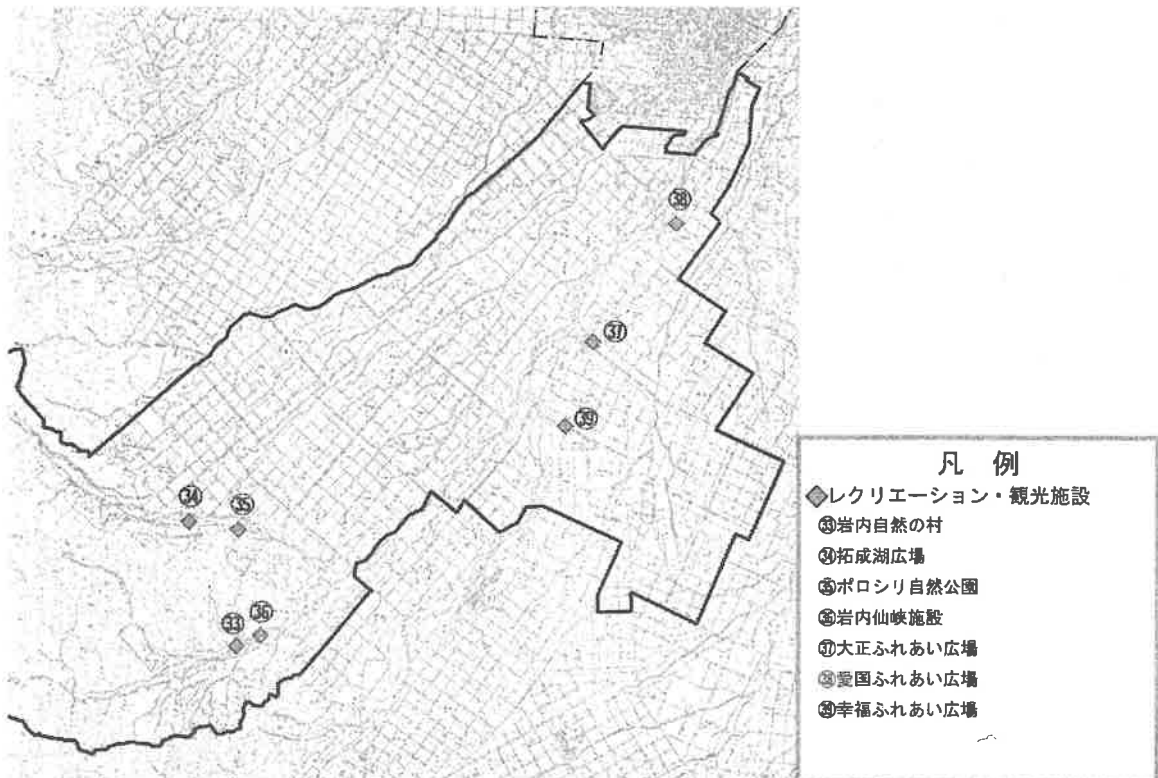 ㊳
㊲
㊴
㉞
㉟
㉝
㊱
凡 例
レクリエーション・観光施設
㉝岩内自然の村
㉞拓成湖広場
㉟ポロシリ自然公園
㊱岩内仙峡施設
㊲大正ふれあい広場
㊳愛国ふれあい広場
㊴幸福ふれあい広場